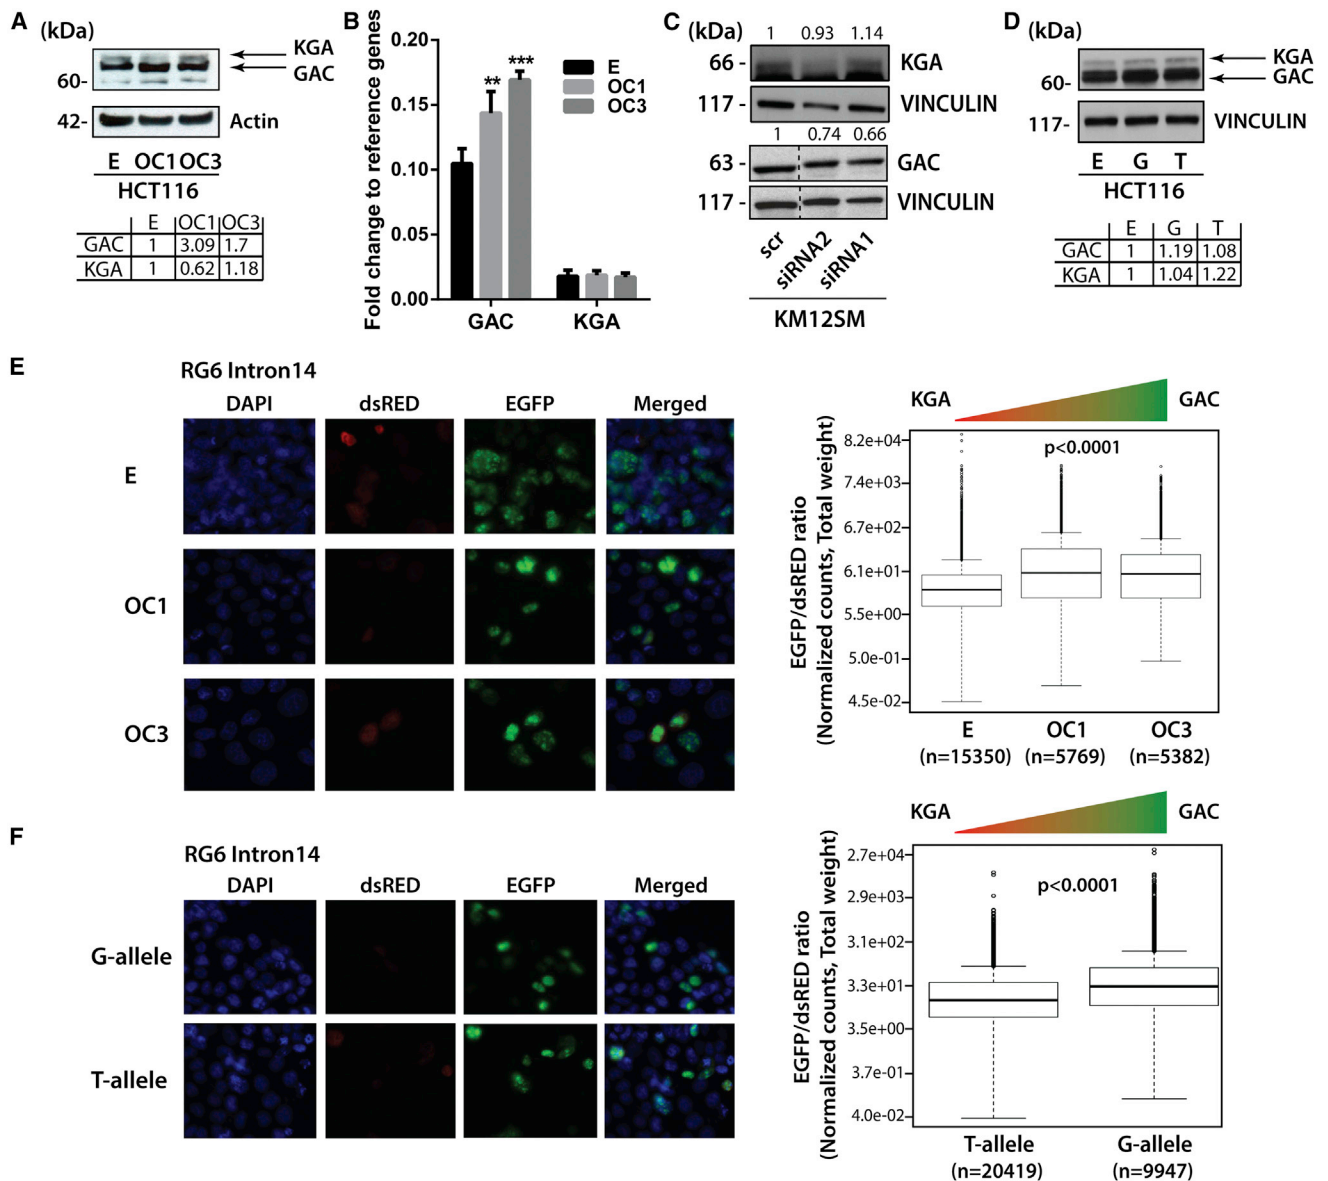 A
(kDa)
KGA
GAC
60-
42-
Actin
E OC1 OC3
HCT116
E OC1 OC3
GAC 1 3.09 1.7
KGA 1 0.62 1.18
B
Fold change to reference genes
0.20
0.15
0.10
0.05
0.00
**
***
E
OC1
OC3
GAC KGA
C
(kDa)
1 0.93 1.14
66 - KGA
117- VINCULIN
1 0.74 0.66
63 - GAC
117 - VINCULIN
scr
siRNA2
siRNA1
KM12SM
D
(kDa)
KGA
GAC
60-
117-
VINCULIN
E G T
HCT116
E G T
GAC 1 1.19 1.08
KGA 1 1.04 1.22
E
RG6 Intron14
DAPI dsRED EGFP Merged
E
OC1
OC3
KGA GAC
p<0.0001
EGFP/dsRED ratio
(Normalized counts, Total weight)
8.2e+04
7.4e+03
6.7e+02
6.1e+01
5.5e+00
5.0e-01
4.5e-02
E OC1 OC3
(n=15350) (n=5769) (n=5382)
F
RG6 Intron14
DAPI dsRED EGFP Merged
G-allele
T-allele
KGA GAC
p<0.0001
EGFP/dsRED ratio
(Normalized counts, Total weight)
2.7e+04
2.9e+03
3.1e+02
3.3e+01
3.5e+00
3.7e-01
4.0e-02
T-allele G-allele
(n=20419) (n=9947)